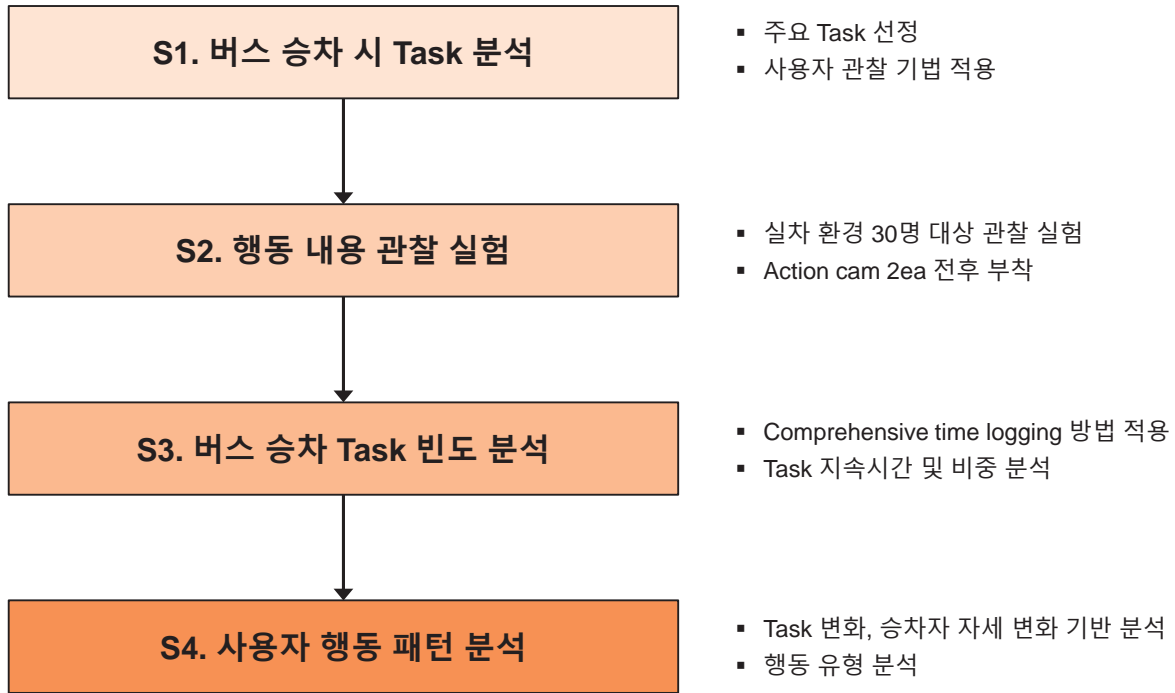 S1. 버스 승차 시 Task 분석
▪ 주요 Task 선정
▪ 사용자 관찰 기법 적용
S2. 행동 내용 관찰 실험
▪ 실차 환경 30명 대상 관찰 실험
▪ Action cam 2ea 전후 부착
S3. 버스 승차 Task 빈도 분석
▪ Comprehensive time logging 방법 적용
▪ Task 지속시간 및 비중 분석
S4. 사용자 행동 패턴 분석
▪ Task 변화, 승차자 자세 변화 기반 분석
▪ 행동 유형 분석